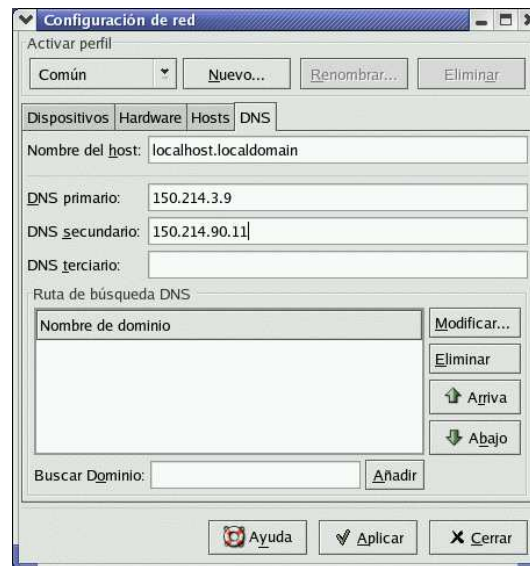 Configuración de red
Activar perfil
Común Nuevo... Renombrar... Eliminar
Dispositivos Hardware Hosts DNS
Nombre del host: localhost.localdomain
DNS primario: 150.214.3.9
DNS secundario: 150.214.90.11
DNS terciario:
Ruta de búsqueda DNS
Nombre de dominio
Modificar...
Eliminar
Arriva
Abajo
Buscar Dominio: Añadir
Ayuda Aplicar Cerrar